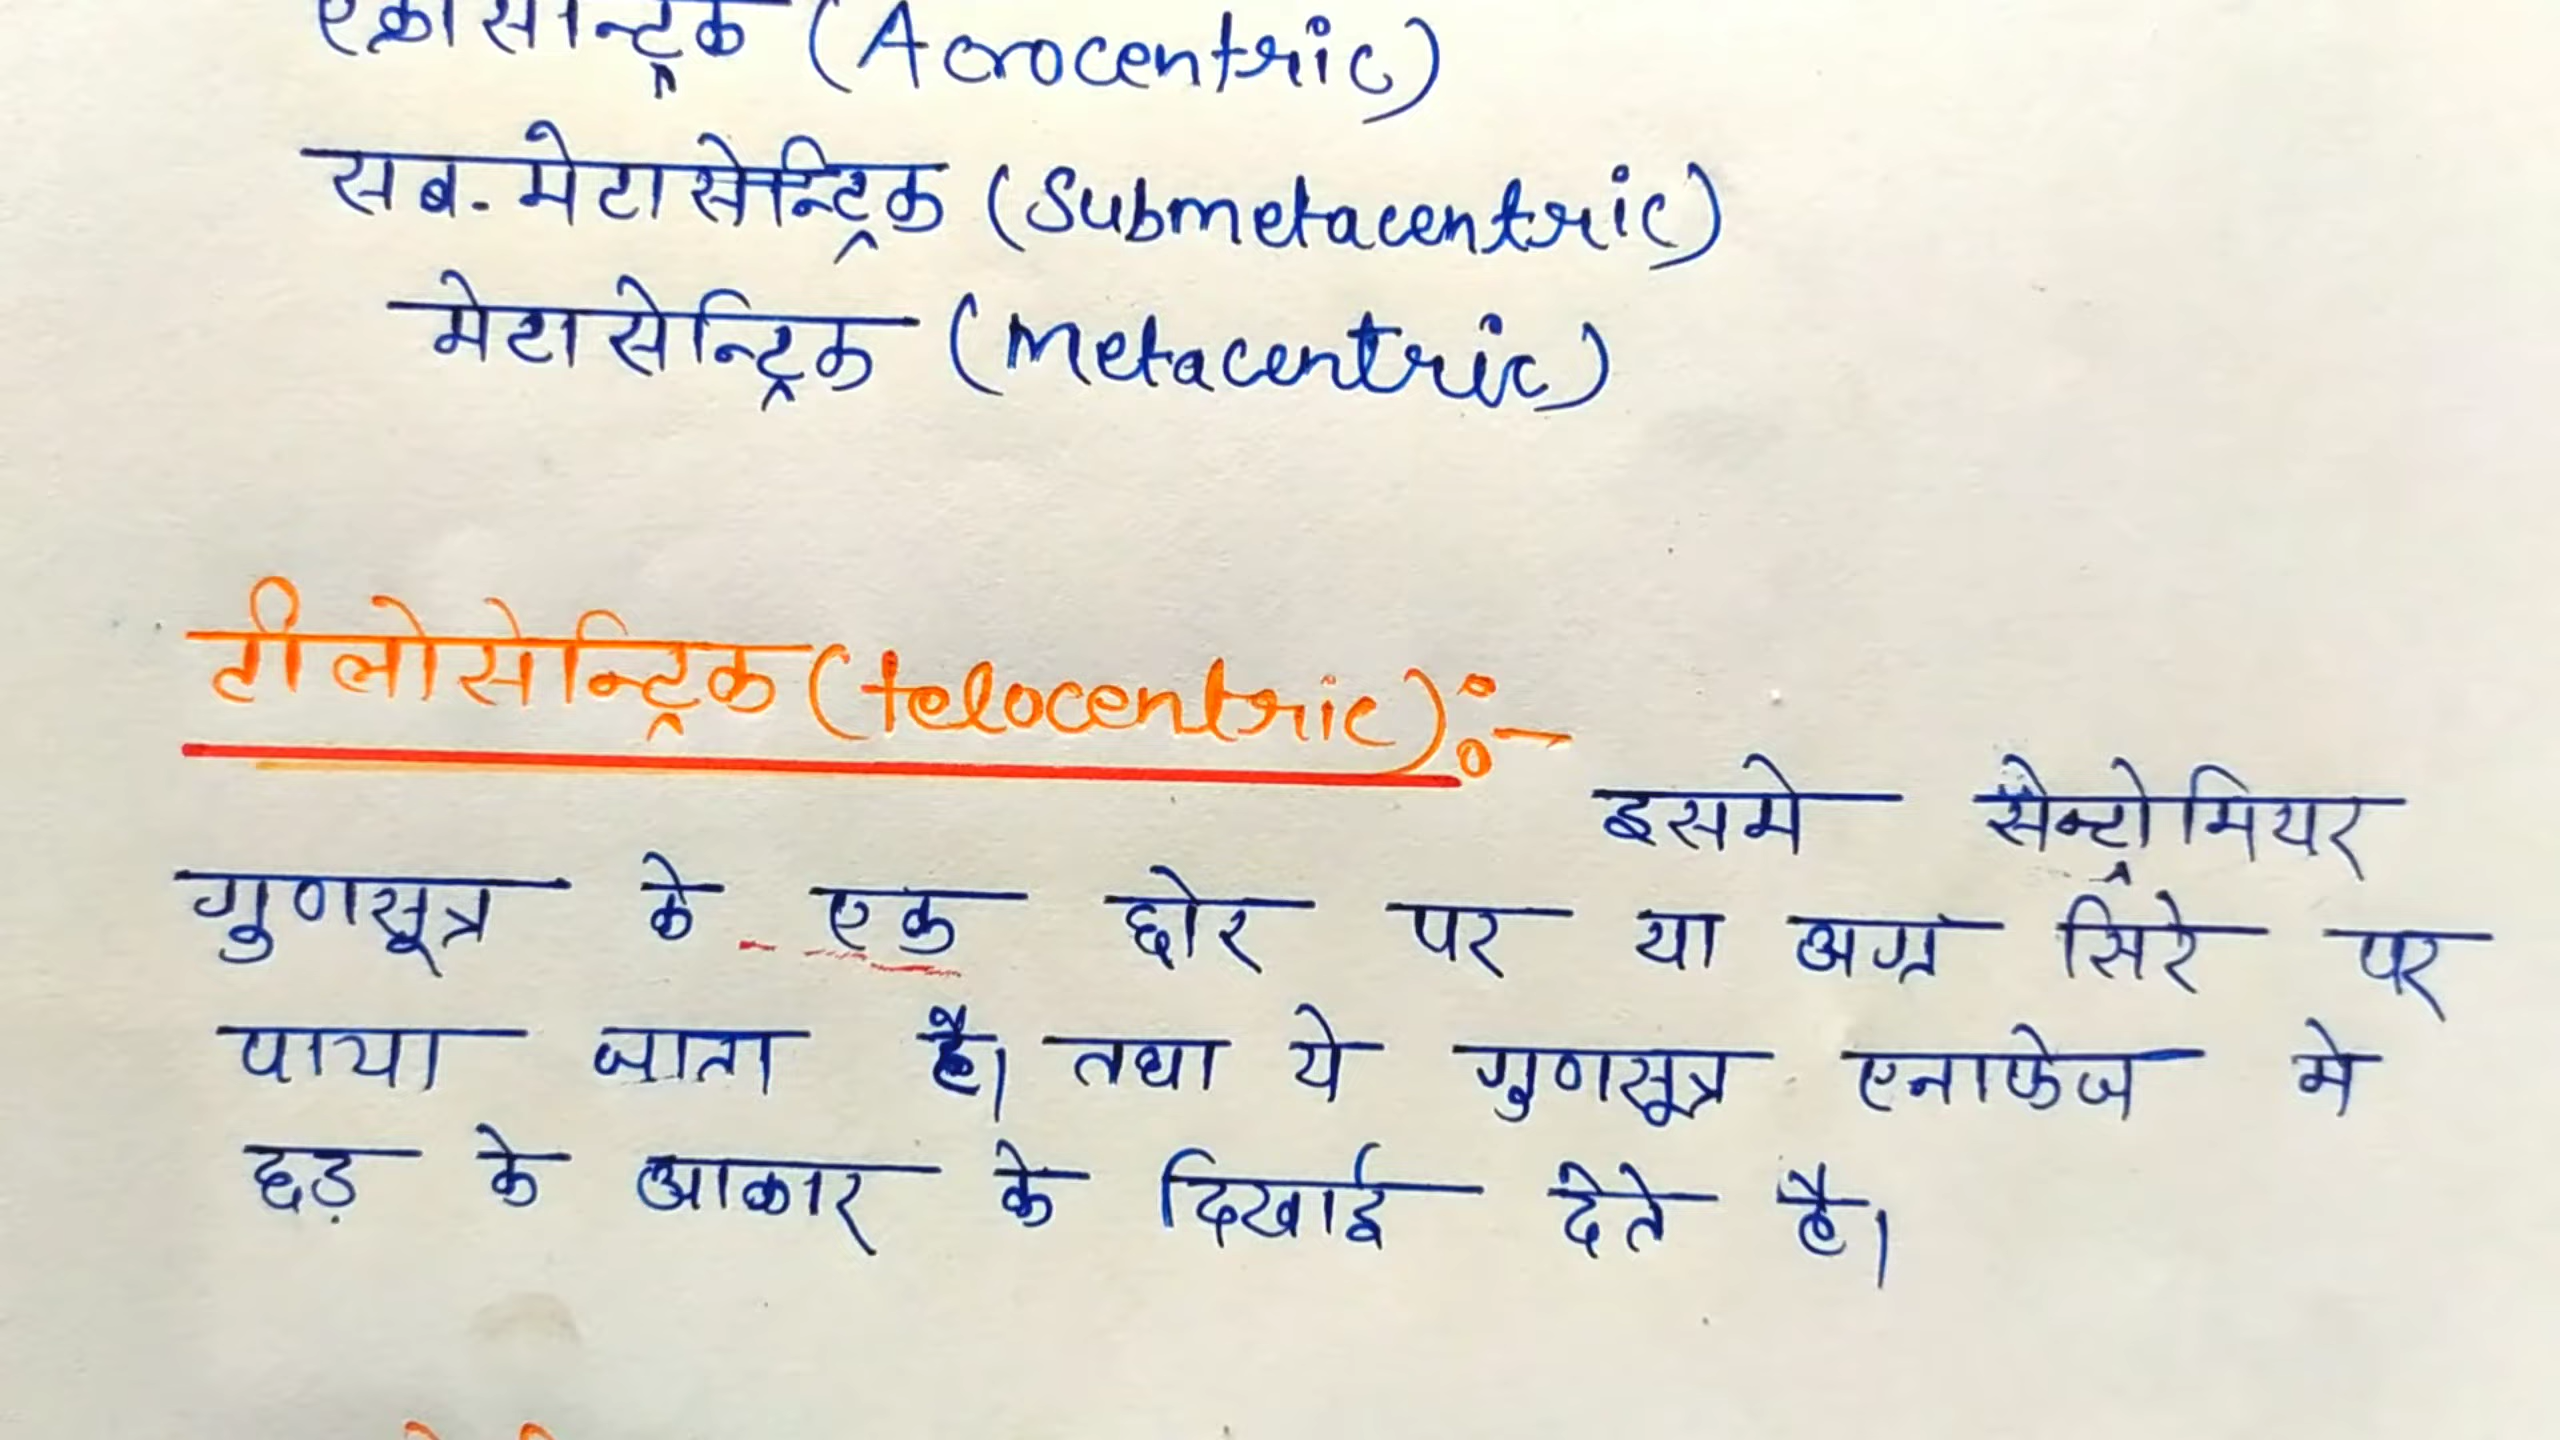 एक्रोसेन्ट्रिक (Acrocentric)
सब-मेटासेन्ट्रिक (Submetacentric)
मेटासेन्ट्रिक (Metacentric)
टीलोसेन्ट्रिक (telocentric):-
इसमे सेन्ट्रोमियर
गुणसूत्र के एक छोर पर या अग्र सिरे पर
पाया जाता है। तथा ये गुणसूत्र एनाफेज मे
छड़ के आकार के दिखाई देते है।